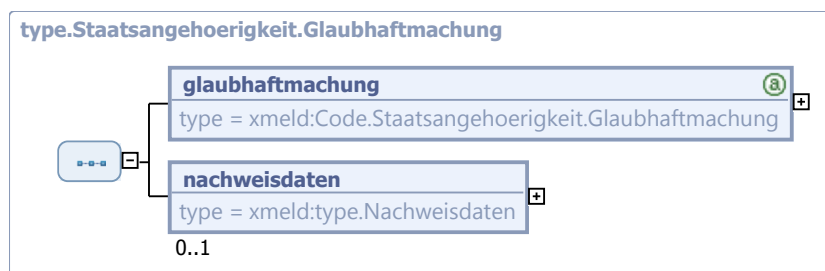 type.Staatsangehoerigkeit.Glaubhaftmachung
glaubhaftmachung
type = xmeld:Code.Staatsangehoerigkeit.Glaubhaftmachung
nachweisdaten
type = xmeld:type.Nachweisdaten
0..1